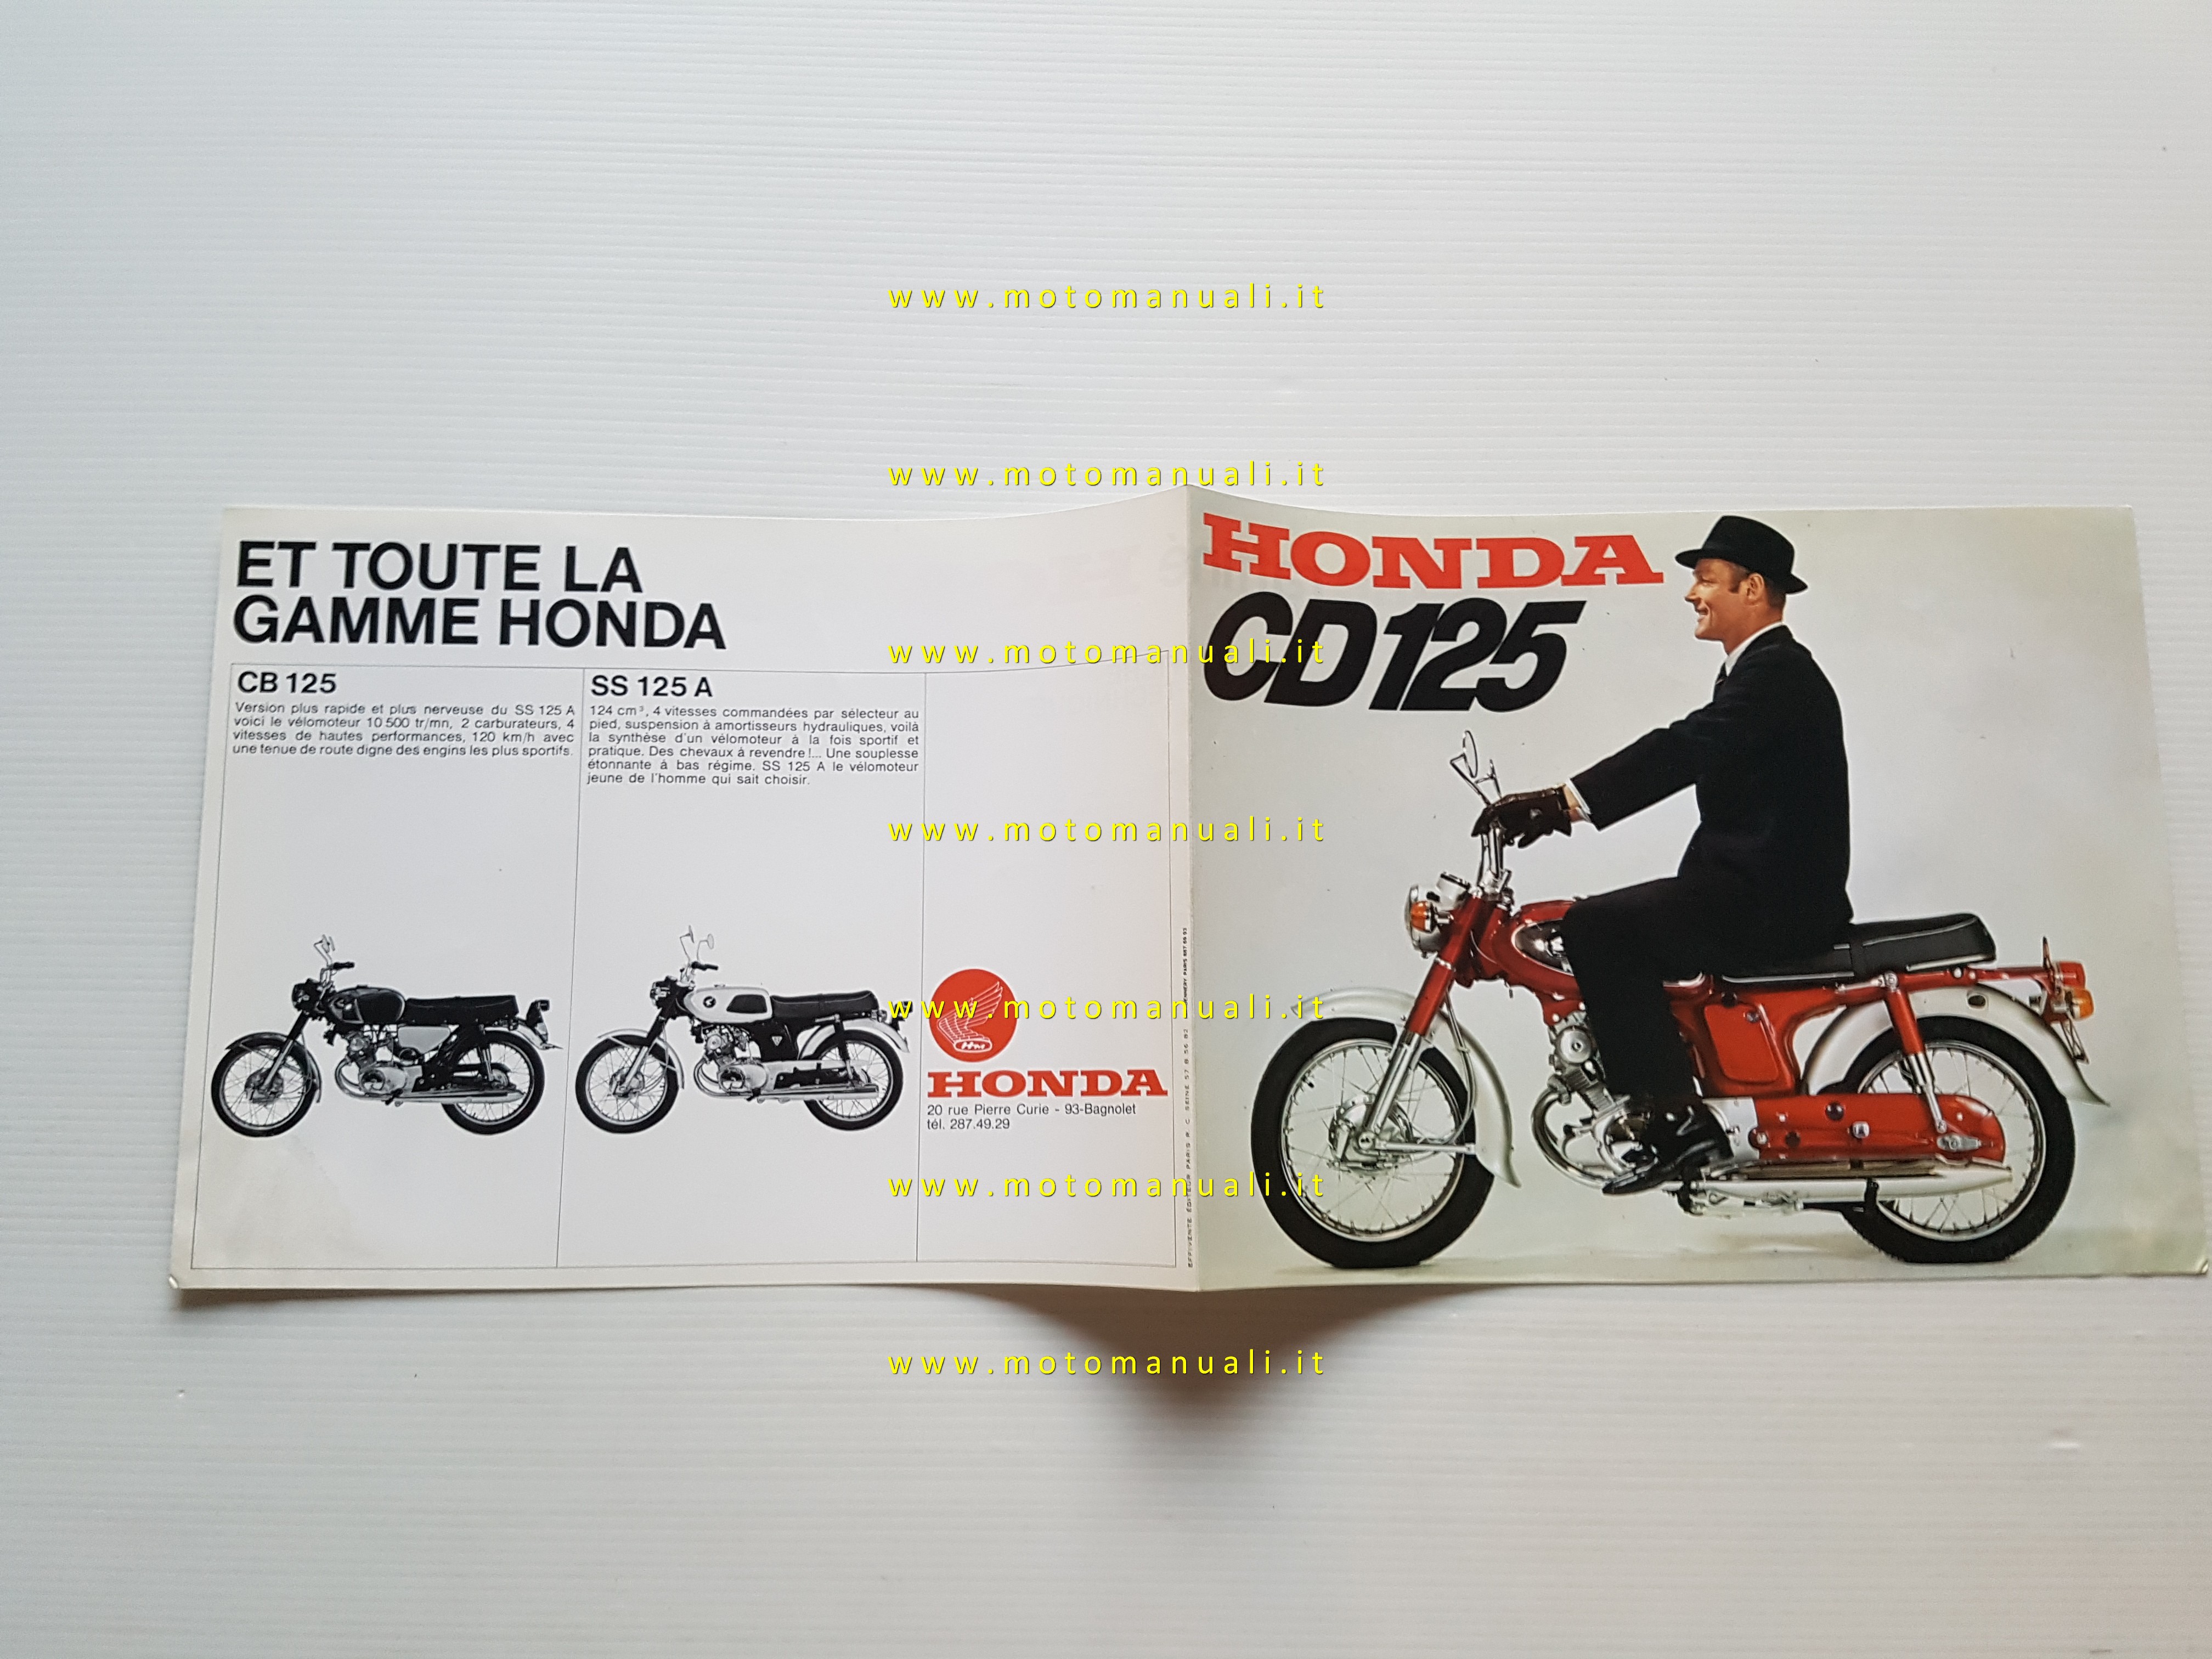 www.motomanuali.it
www.motomanuali.it
ET TOUTE LA
GAMME HONDA
CB 125
Version plus rapide et plus nerveuse du SS 125 A
voici le vélomoteur 10 500 tr/mn, 2 carburateurs, 4
vitesses de hautes performances, 120 km/h avec
une tenue de route digne des engins les plus sportifs.
SS 125 A
124 cm³, 4 vitesses commandées par sélecteur au
pied, suspension à amortisseurs hydrauliques, voilà
la synthèse d'un vélomoteur à la fois sportif et
pratique. Des chevaux à revendre !... Une souplesse
étonnante à bas régime. SS 125 A le vélomoteur
jeune de l'homme qui sait choisir.
HONDA
20 rue Pierre Curie - 93-Bagnolet
tél. 287.49.29
HONDA
CD125
www.motomanuali.it
www.motomanuali.it
www.motomanuali.it
www.motomanuali.it
www.motomanuali.it